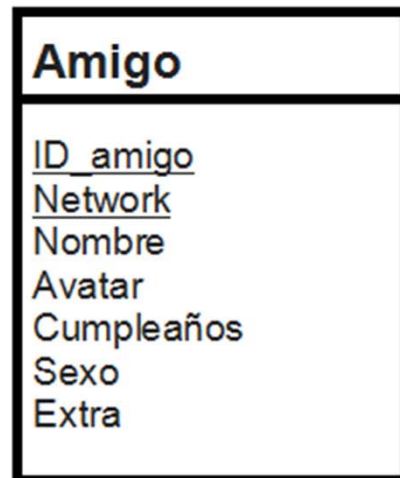 Amigo
ID_amigo
Network
Nombre
Avatar
Cumpleaños
Sexo
Extra